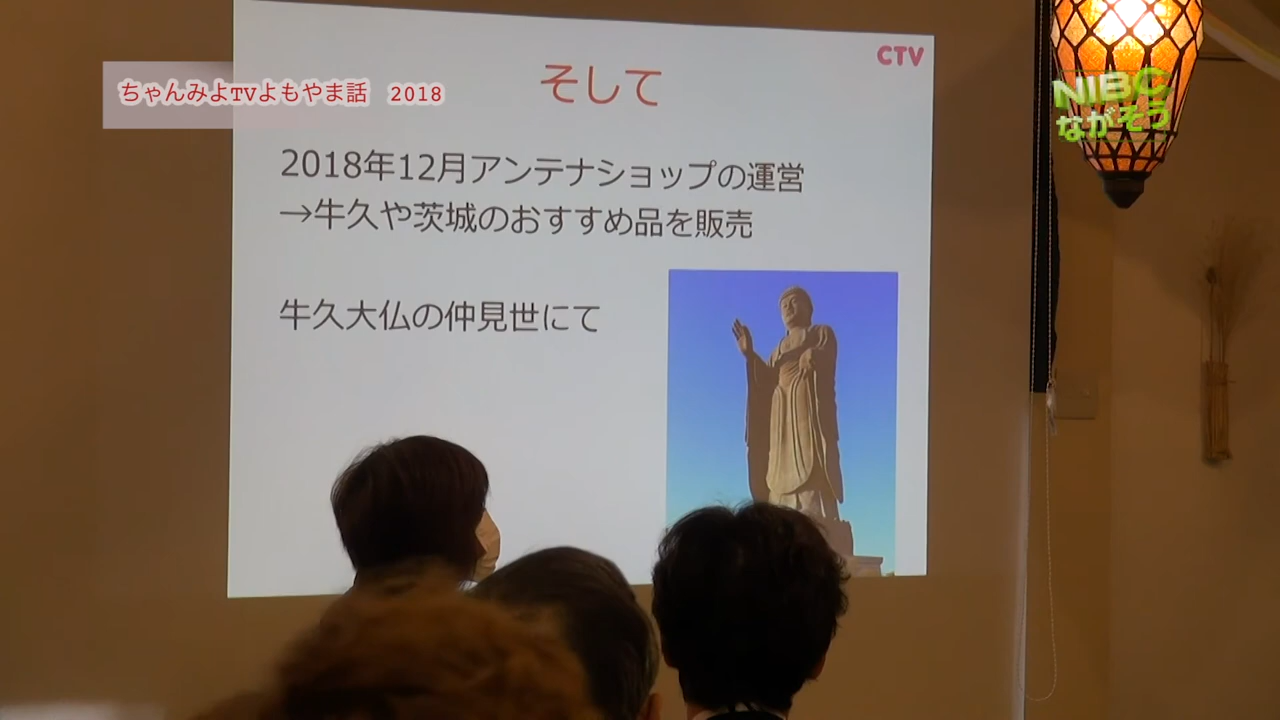 CTV
そして
ちゃんみよTVよもやま話 2018
NIBC
ながそう
2018年12月アンテナショップの運営
→牛久や茨城のおすすめ品を販売
牛久大仏の仲見世にて